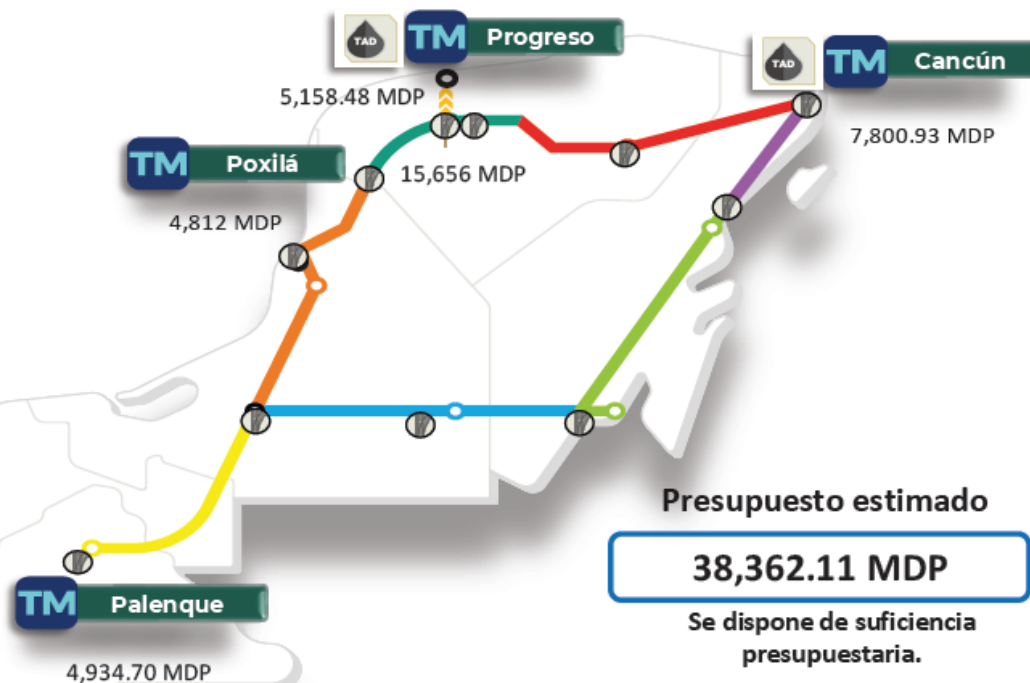 TAD
TM Progreso
TAD
TM Cancún
5,158.48 MDP
7,800.93 MDP
TM Poxilá
15,656 MDP
4,812 MDP
Presupuesto estimado
38,362.11 MDP
Se dispone de suficiencia
presupuestaria.
TM Palenque
4,934.70 MDP